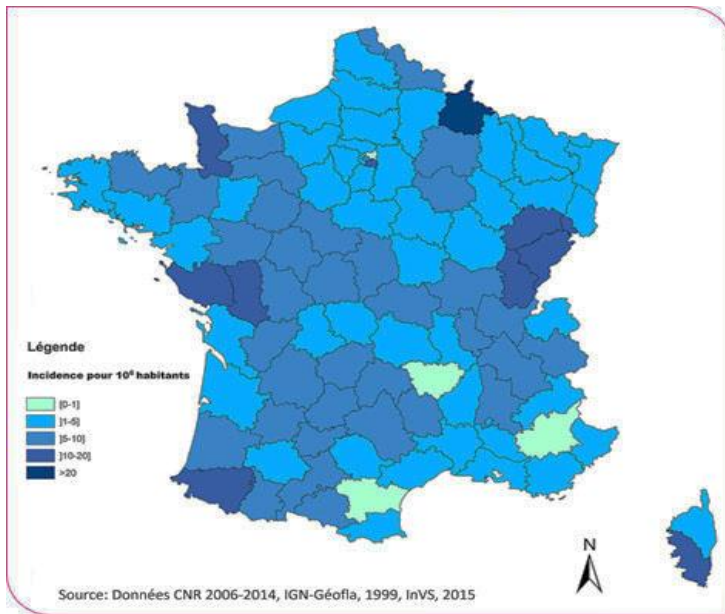 Légende
Incidence pour 10⁶ habitants
[0-1]
]1-5]
]5-10]
]10-20]
>20
N
Source: Données CNR 2006-2014, IGN-Géofla, 1999, InVS, 2015